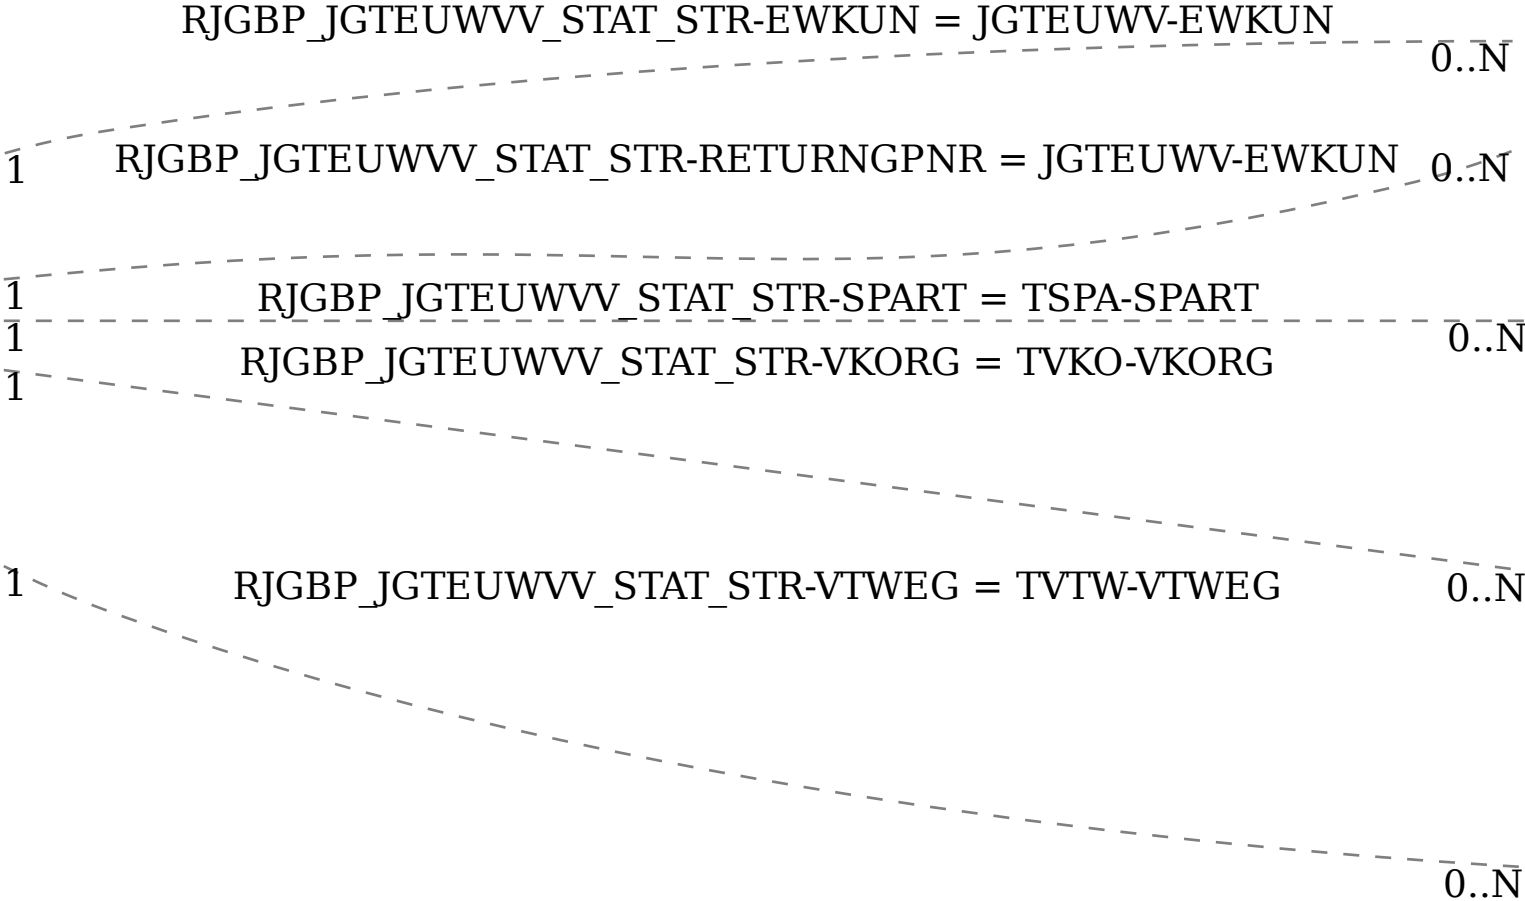 RJGBP_JGTEUWVV_STAT_STR-EWKUN = JGTEUWV-EWKUN
0..N
1
RJGBP_JGTEUWVV_STAT_STR-RETURNGPNR = JGTEUWV-EWKUN
0..N
1
RJGBP_JGTEUWVV_STAT_STR-SPART = TSPA-SPART
1
0..N
RJGBP_JGTEUWVV_STAT_STR-VKORG = TVKO-VKORG
1
1
RJGBP_JGTEUWVV_STAT_STR-VTWEG = TVTW-VTWEG
0..N
0..N